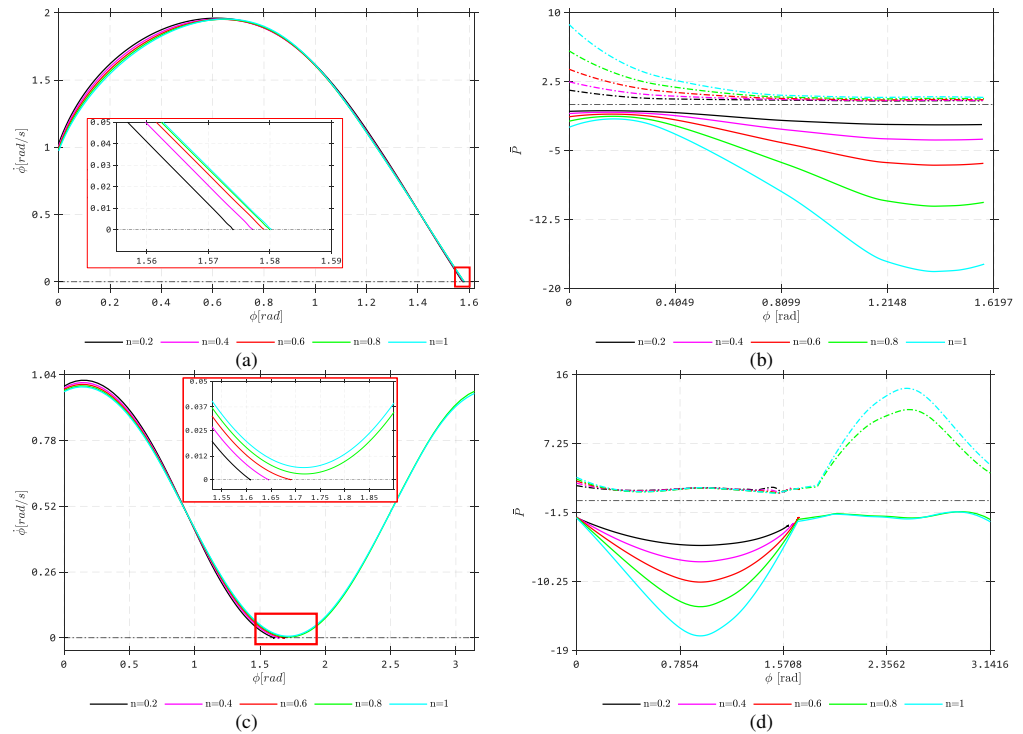 2
1.5
1
0.5
0
0 0.2 0.4 0.6 0.8 1 1.2 1.4 1.6
ϕ̇[rad/s]
ϕ[rad]
0.05
0.04
0.03
0.02
0.01
0
1.56 1.57 1.58 1.59
n=0.2 n=0.4 n=0.6 n=0.8 n=1
(a)
10
2.5
-5
-12.5
-20
0 0.4049 0.8099 1.2148 1.6197
P̄
ϕ [rad]
n=0.2 n=0.4 n=0.6 n=0.8 n=1
(b)
1.04
0.78
0.52
0.26
0
0 0.5 1 1.5 2 2.5 3
ϕ̇[rad/s]
ϕ[rad]
0.05
0.037
0.025
0.012
0
1.55 1.6 1.65 1.7 1.75 1.8 1.85
n=0.2 n=0.4 n=0.6 n=0.8 n=1
(c)
16
7.25
-1.5
-10.25
-19
0 0.7854 1.5708 2.3562 3.1416
P̄
ϕ [rad]
n=0.2 n=0.4 n=0.6 n=0.8 n=1
(d)